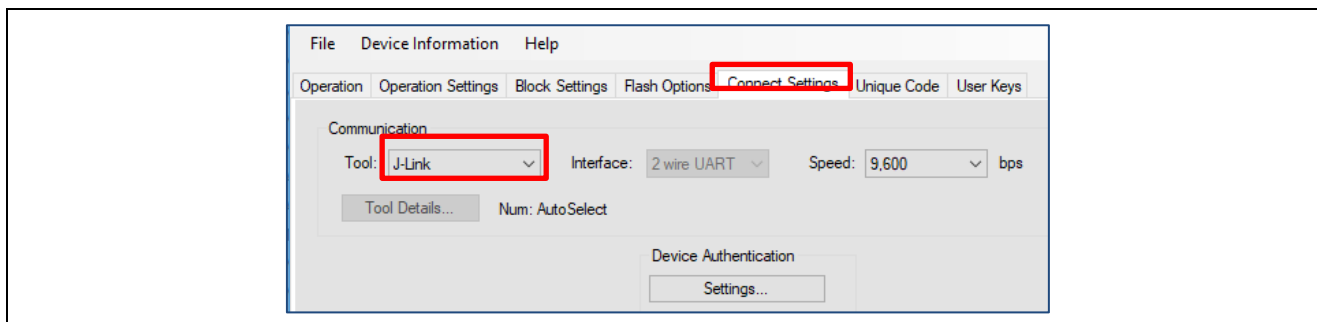 File Device Information Help
Operation Operation Settings Block Settings Flash Options Connect Settings Unique Code User Keys
Communication
Tool: J-Link Interface: 2 wire UART Speed: 9,600 bps
Tool Details... Num: AutoSelect
Device Authentication
Settings...